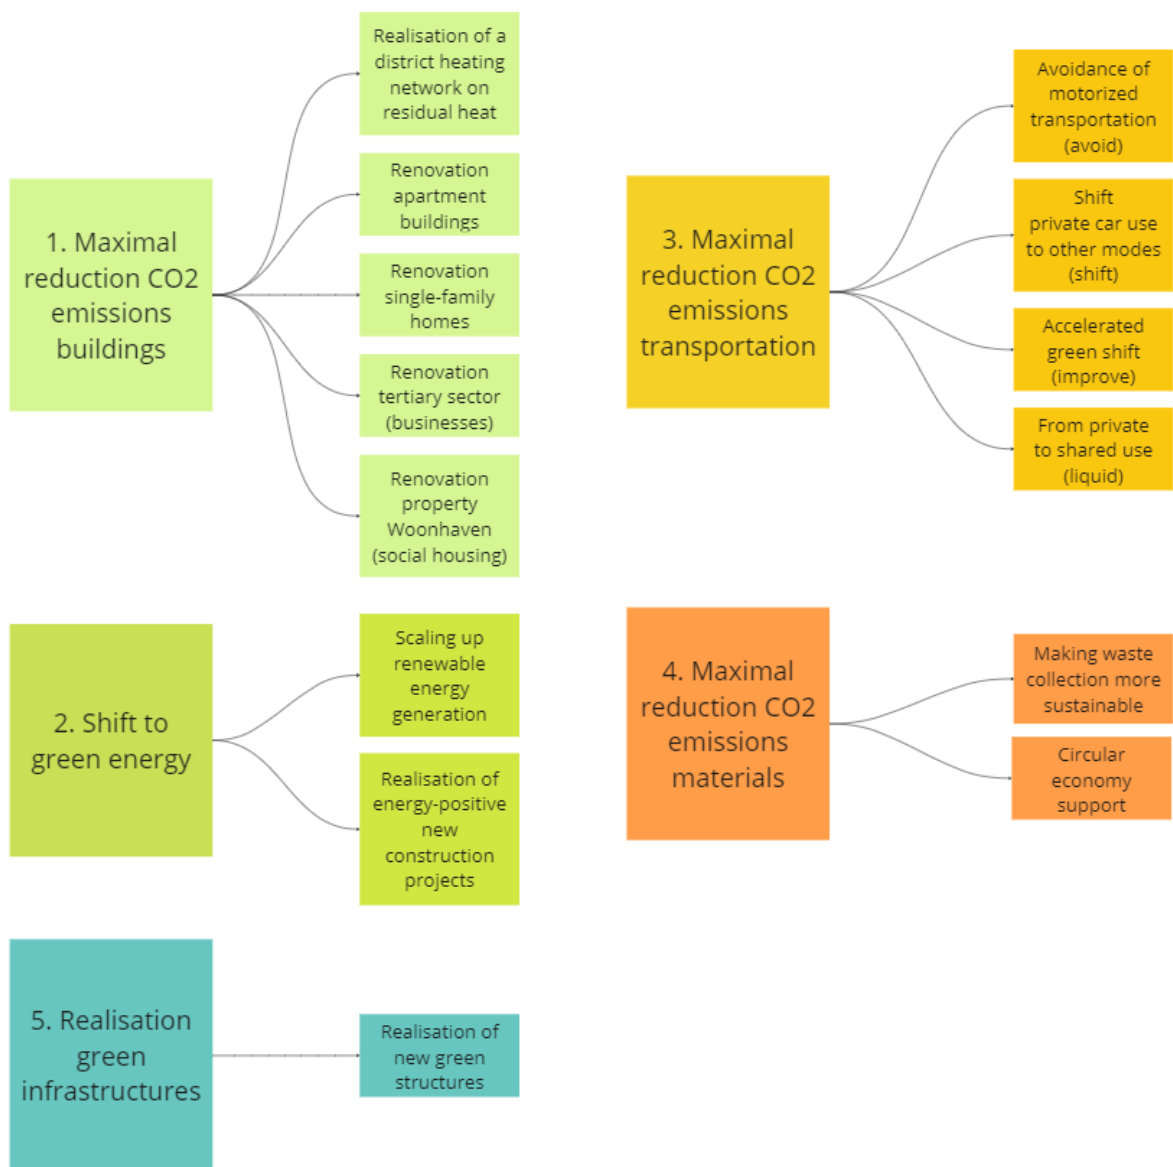 1. Maximal
reduction CO2
emissions
buildings
Realisation of a
district heating
network on
residual heat
Renovation
apartment
buildings
Renovation
single-family
homes
Renovation
tertiary sector
(businesses)
Renovation
property
Woonhaven
(social housing)
2. Shift to
green energy
Scaling up
renewable
energy
generation
Realisation of
energy-positive
new
construction
projects
3. Maximal
reduction CO2
emissions
transportation
Avoidance of
motorized
transportation
(avoid)
Shift
private car use
to other modes
(shift)
Accelerated
green shift
(improve)
From private
to shared use
(liquid)
4. Maximal
reduction CO2
emissions
materials
Making waste
collection more
sustainable
Circular
economy
support
5. Realisation
green
infrastructures
Realisation of
new green
structures